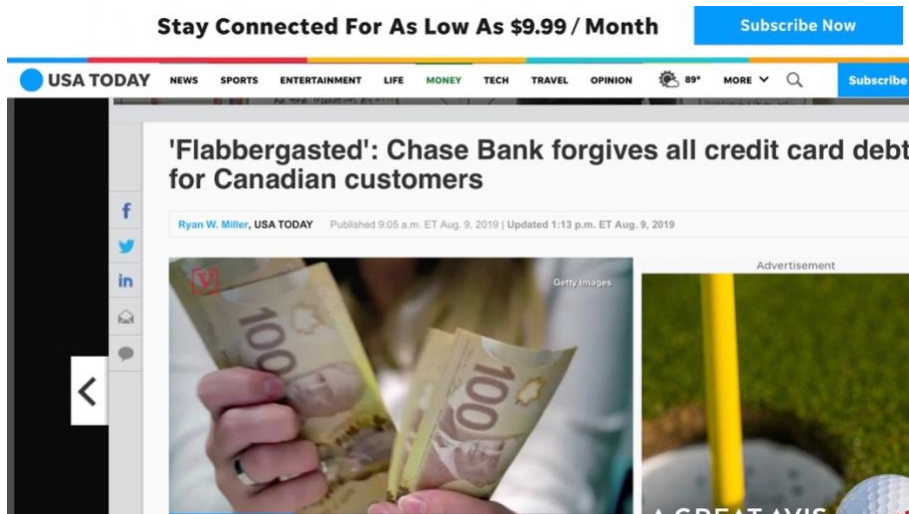 Stay Connected For As Low As $9.99 / Month
Subscribe Now
USA TODAY NEWS SPORTS ENTERTAINMENT LIFE MONEY TECH TRAVEL OPINION 89° MORE Subscribe
'Flabbergasted': Chase Bank forgives all credit card debt
for Canadian customers
Ryan W. Miller, USA TODAY Published 9:05 a.m. ET Aug. 9, 2019 | Updated 1:13 p.m. ET Aug. 9, 2019
f
in
Advertisement
V
Getty Images
100
100
A GREAT AVIS